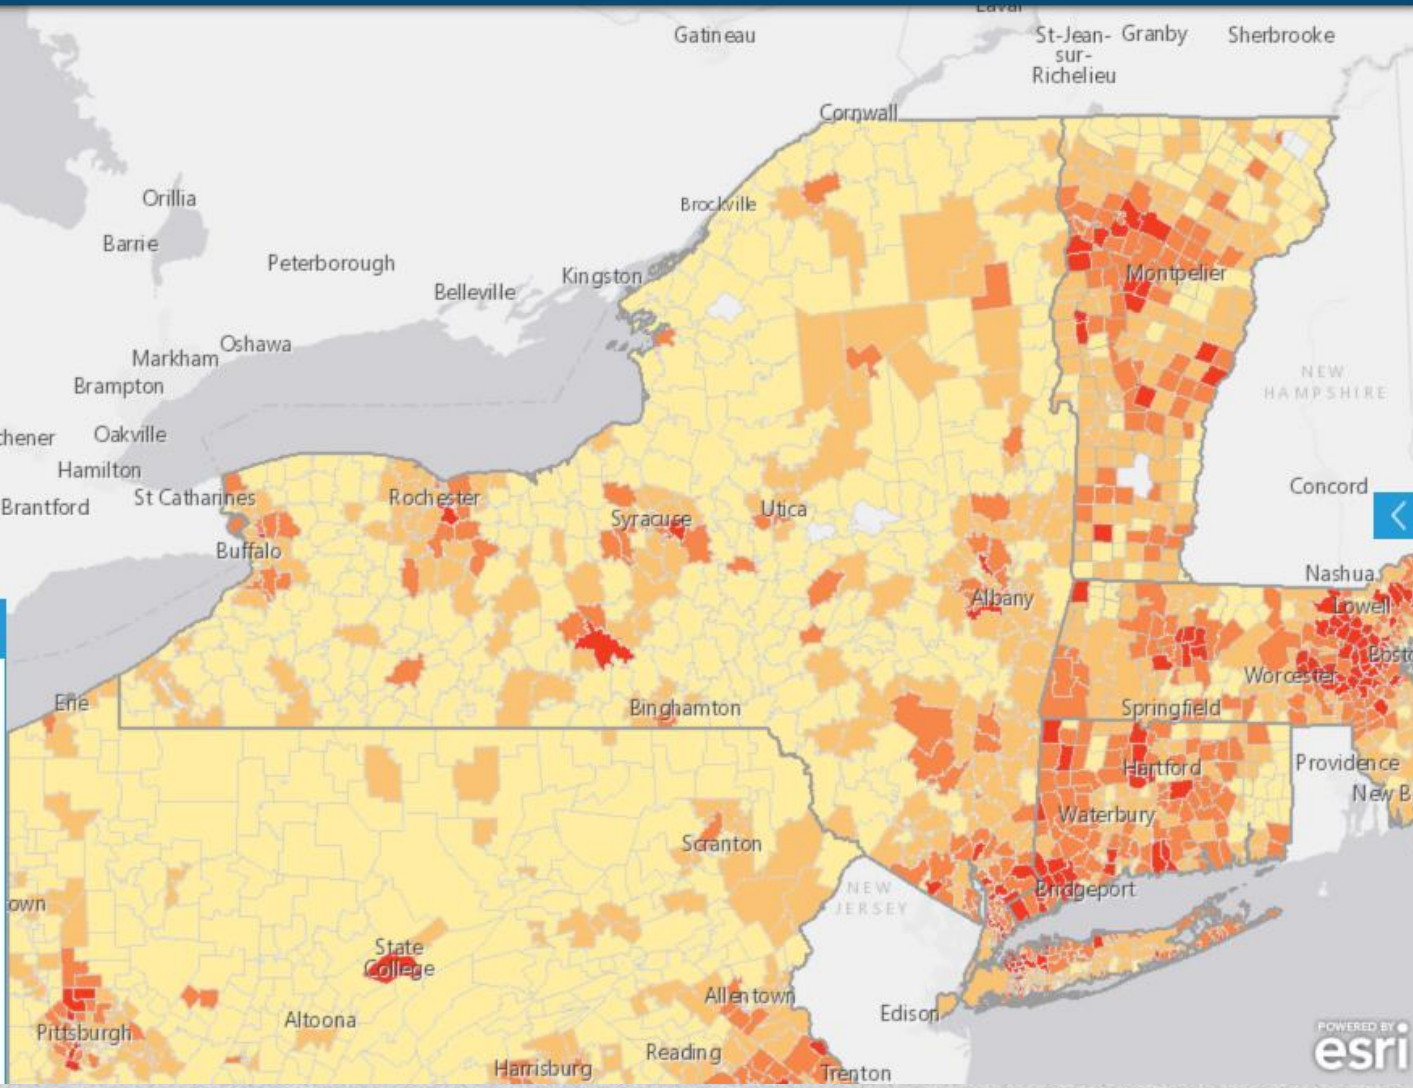 Gatineau
St-Jean-
sur-
Richelieu
Granby
Sherbrooke
Cornwall
Orillia
Brockville
Barrie
Peterborough
Kingston
Montpelier
Belleville
Oshawa
Markham
Brampton
NEW
HAMPSHIRE
Oakville
Hamilton
St Catharines
Rochester
Concord
Brantford
Syracuse
Utica
Buffalo
Nashua
Albany
Lowell
Worcester
Erie
Binghamton
Springfield
Hartford
Providence
Waterbury
Scranton
NEW
JERSEY
Bridgeport
State
College
Allentown
Edison
Altoona
Pittsburgh
Reading
Harrisburg
Trenton
POWERED BY
esri